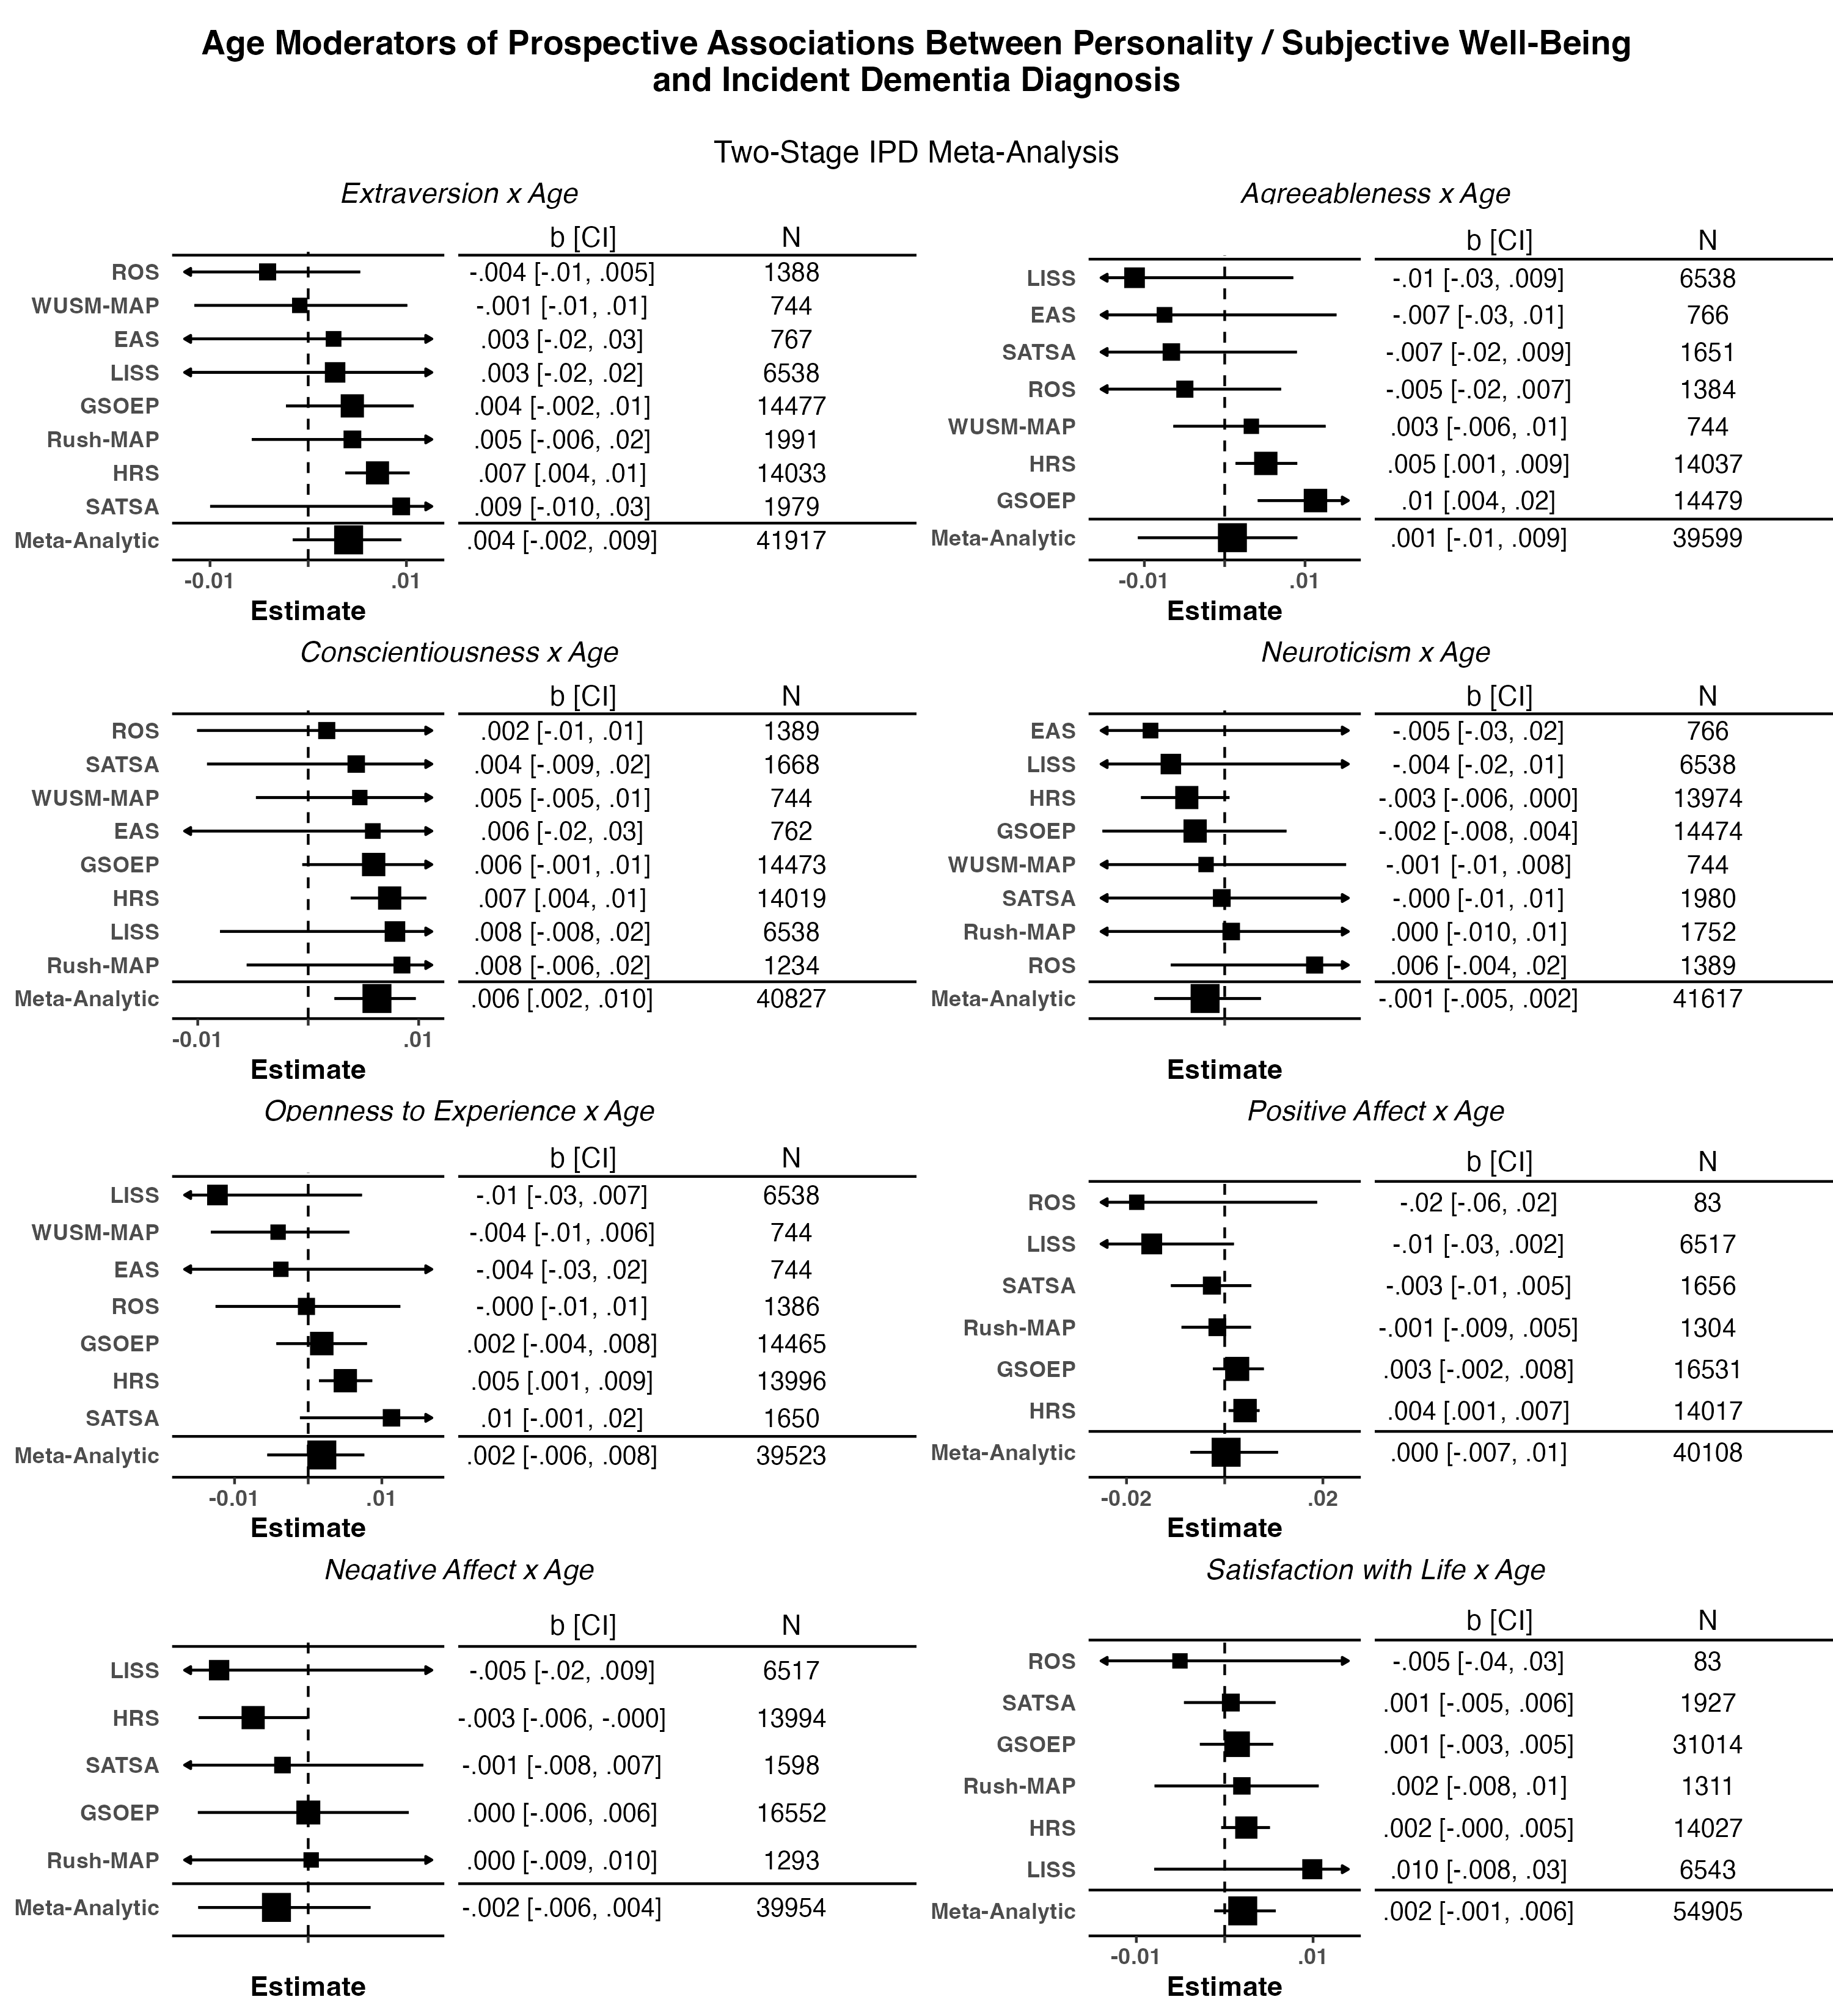 Age Moderators of Prospective Associations Between Personality / Subjective Well-Being
and Incident Dementia Diagnosis
Two-Stage IPD Meta-Analysis
Extraversion x Age
b [CI] N
ROS -.004 [-.01, .005] 1388
WUSM-MAP -.001 [-.01, .01] 744
EAS .003 [-.02, .03] 767
LISS .003 [-.02, .02] 6538
GSOEP .004 [-.002, .01] 14477
Rush-MAP .005 [-.006, .02] 1991
HRS .007 [.004, .01] 14033
SATSA .009 [-.010, .03] 1979
Meta-Analytic .004 [-.002, .009] 41917
-0.01 .01
Estimate
Agreeableness x Age
b [CI] N
LISS -.01 [-.03, .009] 6538
EAS -.007 [-.03, .01] 766
SATSA -.007 [-.02, .009] 1651
ROS -.005 [-.02, .007] 1384
WUSM-MAP .003 [-.006, .01] 744
HRS .005 [.001, .009] 14037
GSOEP .01 [.004, .02] 14479
Meta-Analytic .001 [-.01, .009] 39599
-0.01 .01
Estimate
Conscientiousness x Age
b [CI] N
ROS .002 [-.01, .01] 1389
SATSA .004 [-.009, .02] 1668
WUSM-MAP .005 [-.005, .01] 744
EAS .006 [-.02, .03] 762
GSOEP .006 [-.001, .01] 14473
HRS .007 [.004, .01] 14019
LISS .008 [-.008, .02] 6538
Rush-MAP .008 [-.006, .02] 1234
Meta-Analytic .006 [.002, .010] 40827
-0.01 .01
Estimate
Neuroticism x Age
b [CI] N
EAS -.005 [-.03, .02] 766
LISS -.004 [-.02, .01] 6538
HRS -.003 [-.006, .000] 13974
GSOEP -.002 [-.008, .004] 14474
WUSM-MAP -.001 [-.01, .008] 744
SATSA -.000 [-.01, .01] 1980
Rush-MAP .000 [-.010, .01] 1752
ROS .006 [-.004, .02] 1389
Meta-Analytic -.001 [-.005, .002] 41617
Estimate
Openness to Experience x Age
b [CI] N
LISS -.01 [-.03, .007] 6538
WUSM-MAP -.004 [-.01, .006] 744
EAS -.004 [-.03, .02] 744
ROS -.000 [-.01, .01] 1386
GSOEP .002 [-.004, .008] 14465
HRS .005 [.001, .009] 13996
SATSA .01 [-.001, .02] 1650
Meta-Analytic .002 [-.006, .008] 39523
-0.01 .01
Estimate
Positive Affect x Age
b [CI] N
ROS -.02 [-.06, .02] 83
LISS -.01 [-.03, .002] 6517
SATSA -.003 [-.01, .005] 1656
Rush-MAP -.001 [-.009, .005] 1304
GSOEP .003 [-.002, .008] 16531
HRS .004 [.001, .007] 14017
Meta-Analytic .000 [-.007, .01] 40108
-0.02 .02
Estimate
Negative Affect x Age
b [CI] N
LISS -.005 [-.02, .009] 6517
HRS -.003 [-.006, -.000] 13994
SATSA -.001 [-.008, .007] 1598
GSOEP .000 [-.006, .006] 16552
Rush-MAP .000 [-.009, .010] 1293
Meta-Analytic -.002 [-.006, .004] 39954
Estimate
Satisfaction with Life x Age
b [CI] N
ROS -.005 [-.04, .03] 83
SATSA .001 [-.005, .006] 1927
GSOEP .001 [-.003, .005] 31014
Rush-MAP .002 [-.008, .01] 1311
HRS .002 [-.000, .005] 14027
LISS .010 [-.008, .03] 6543
Meta-Analytic .002 [-.001, .006] 54905
-0.01 .01
Estimate